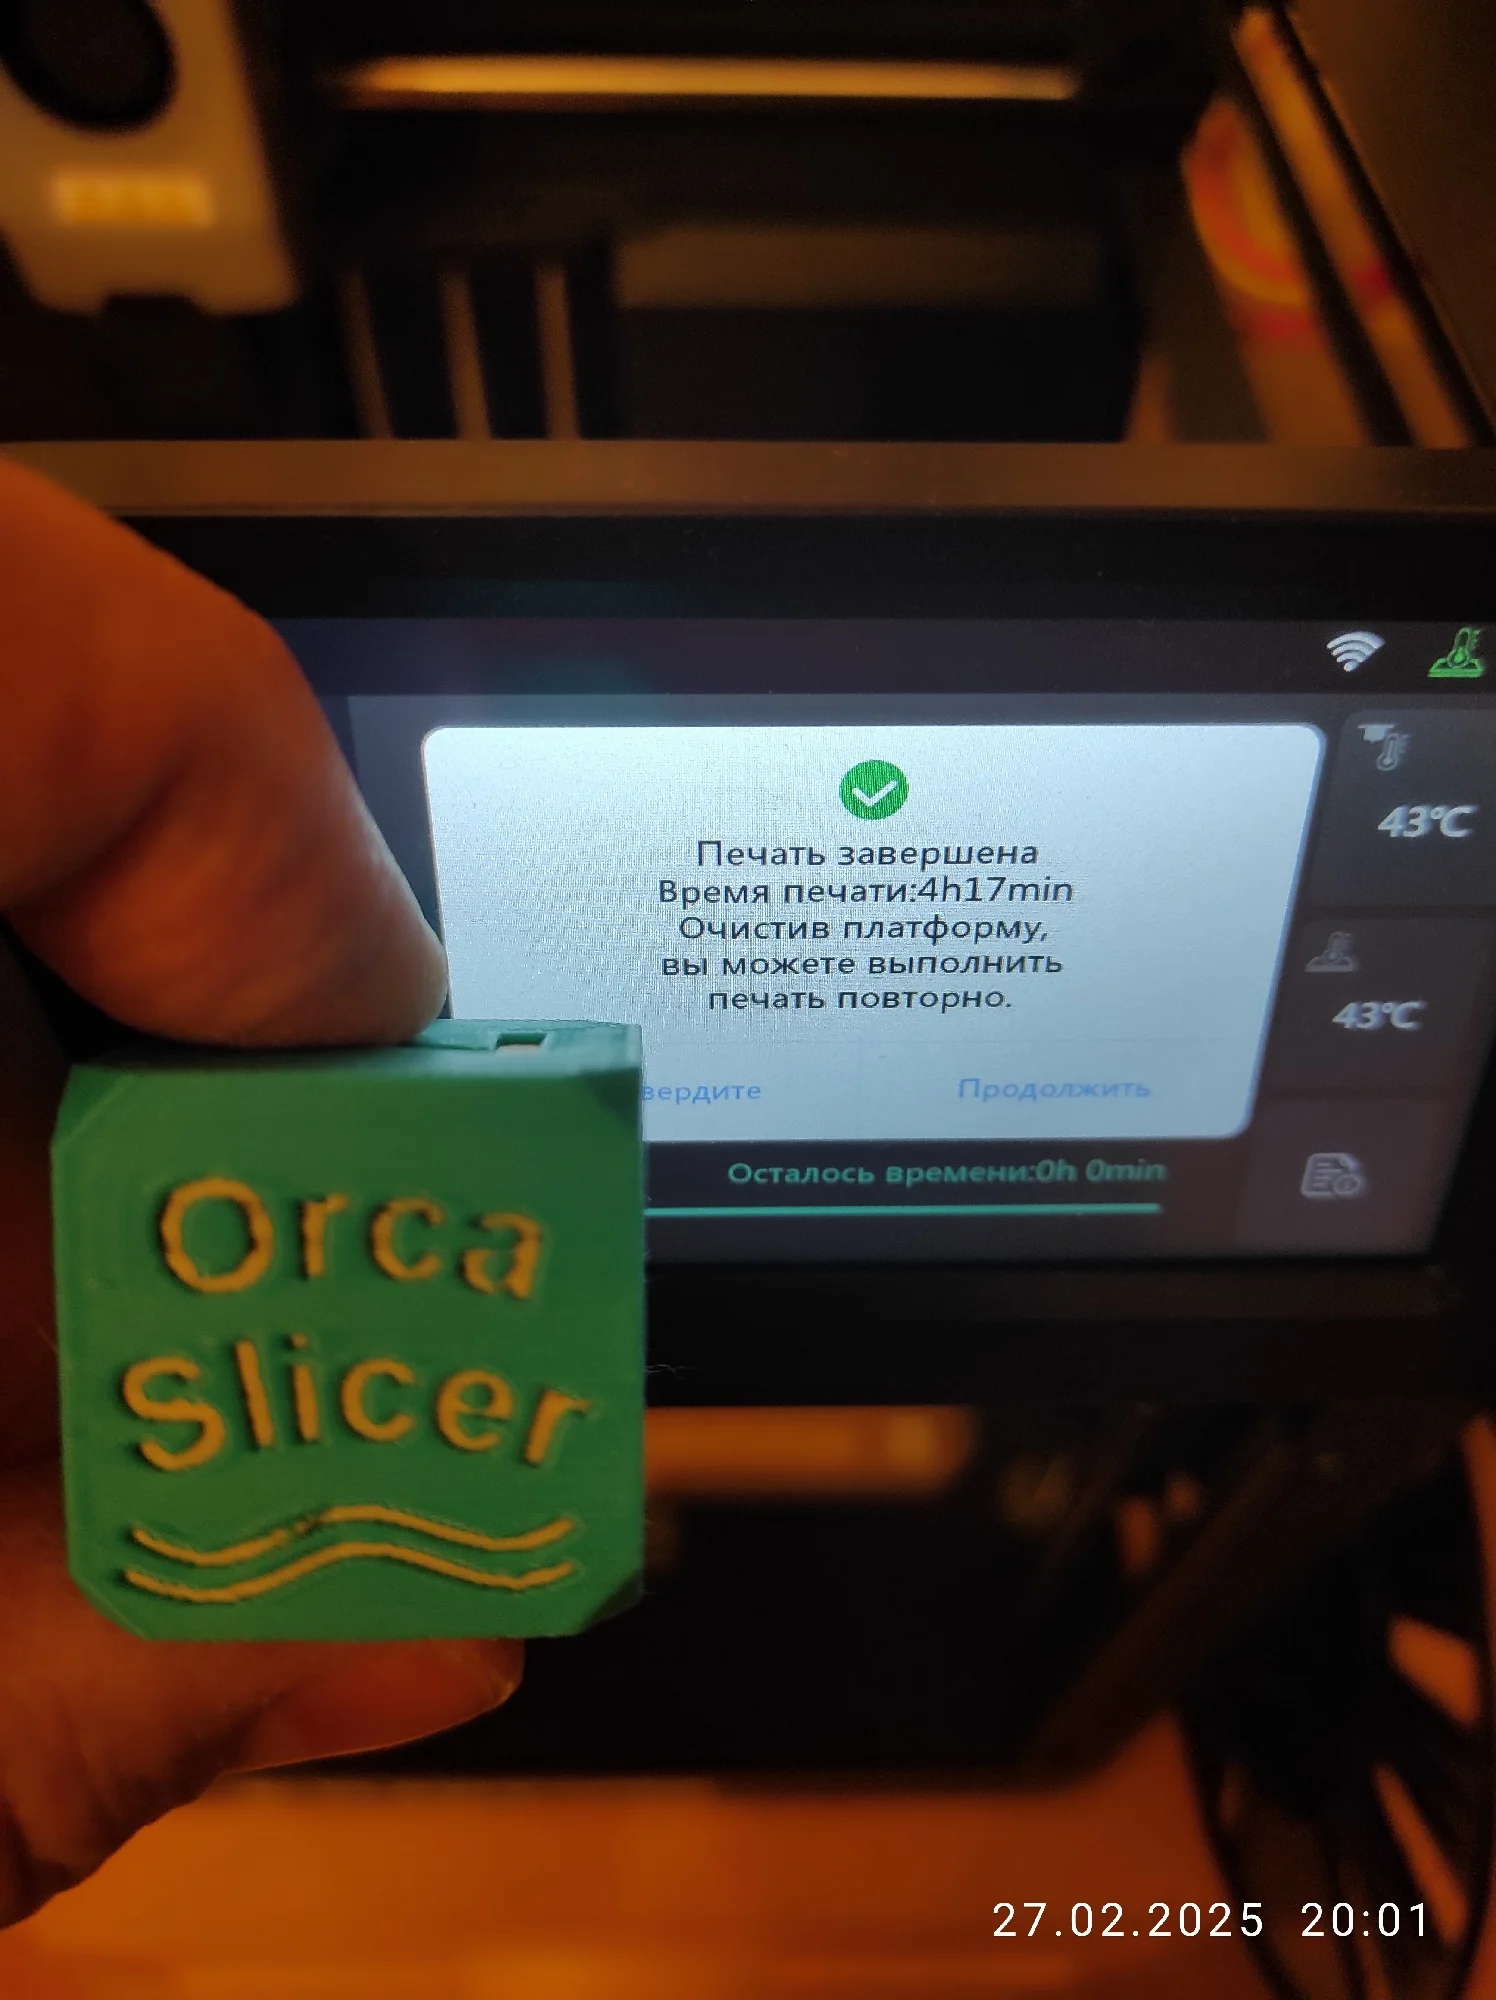 43℃
Печать завершена
Время печати:4h17min
Очистив платформу,
вы можете выполнить
печать повторно.
43℃
вердите Продолжить
Осталось времени:0h 0min
Orca
Slicer
27.02.2025 20:01